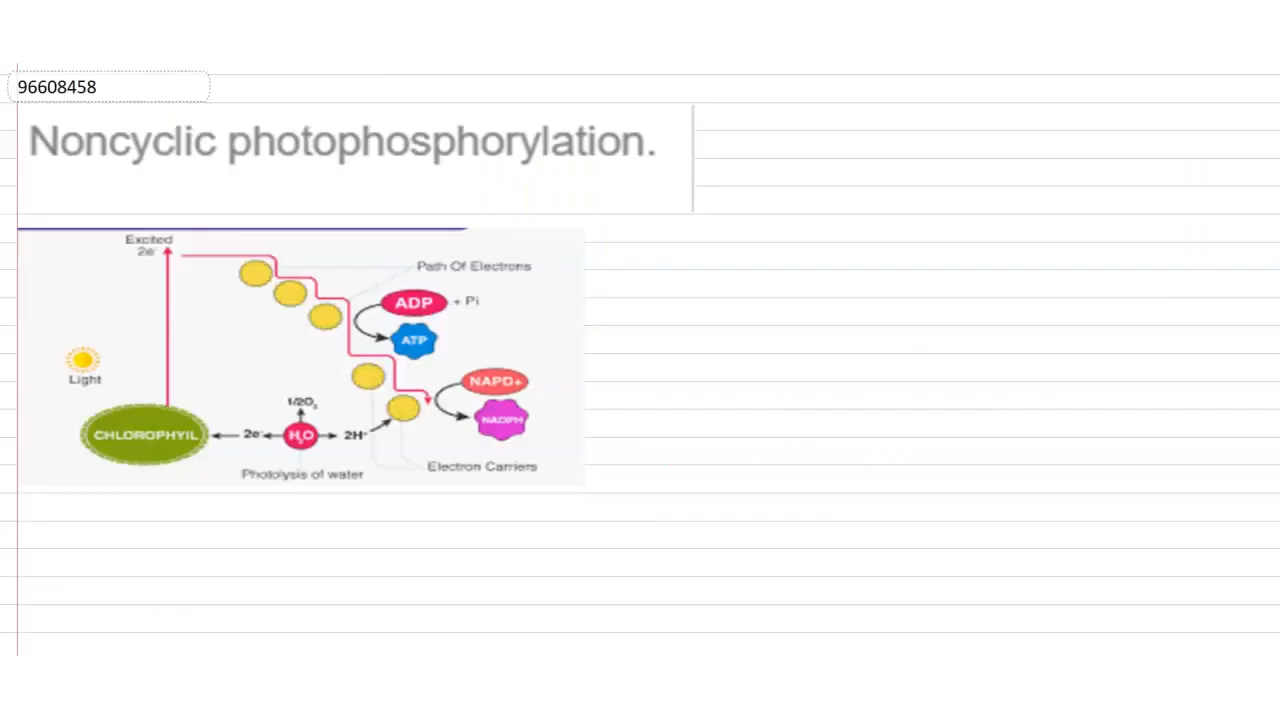 96608458
Noncyclic photophosphorylation.
Excited
2e⁻
Path Of Electrons
ADP + Pi
ATP
Light
NAPD+
NADPH
1/2O₂
CHLOROPHYIL
2e⁻
H₂O
2H⁺
Electron Carriers
Photolysis of water